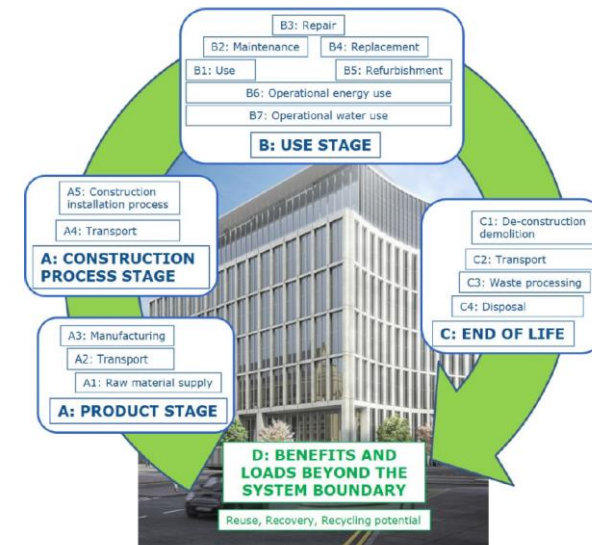 B3: Repair
B2: Maintenance
B4: Replacement
B1: Use
B5: Refurbishment
B6: Operational energy use
B7: Operational water use
B: USE STAGE
A5: Construction
installation process
A4: Transport
A: CONSTRUCTION
PROCESS STAGE
A3: Manufacturing
A2: Transport
A1: Raw material supply
A: PRODUCT STAGE
C1: De-construction
demolition
C2: Transport
C3: Waste processing
C4: Disposal
C: END OF LIFE
D: BENEFITS AND
LOADS BEYOND THE
SYSTEM BOUNDARY
Reuse, Recovery, Recycling potential